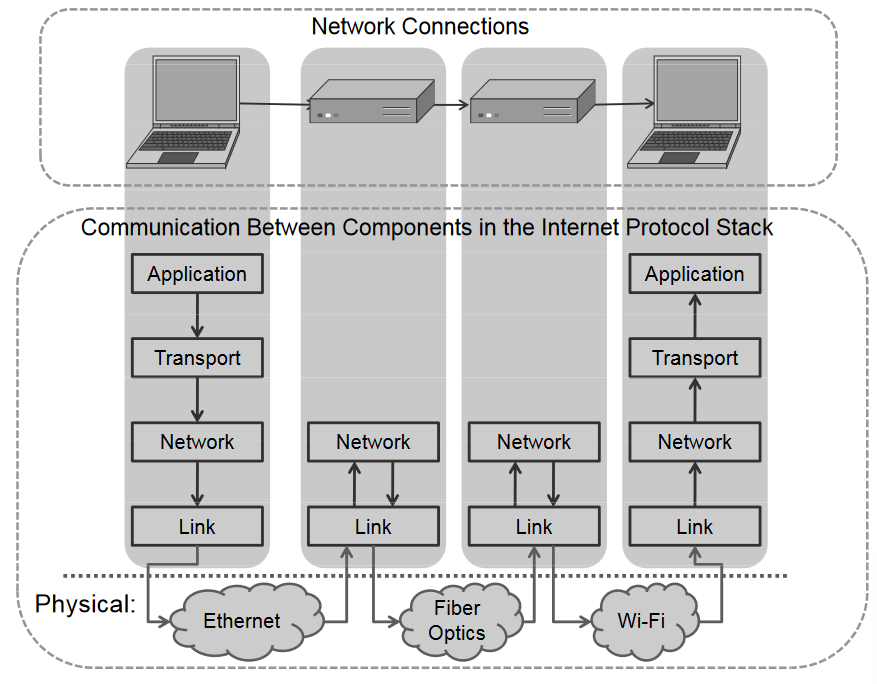 Network Connections
Communication Between Components in the Internet Protocol Stack
Application
Application
Transport
Transport
Network
Network
Network
Network
Link
Link
Link
Link
Physical:
Ethernet
Fiber
Optics
Wi-Fi